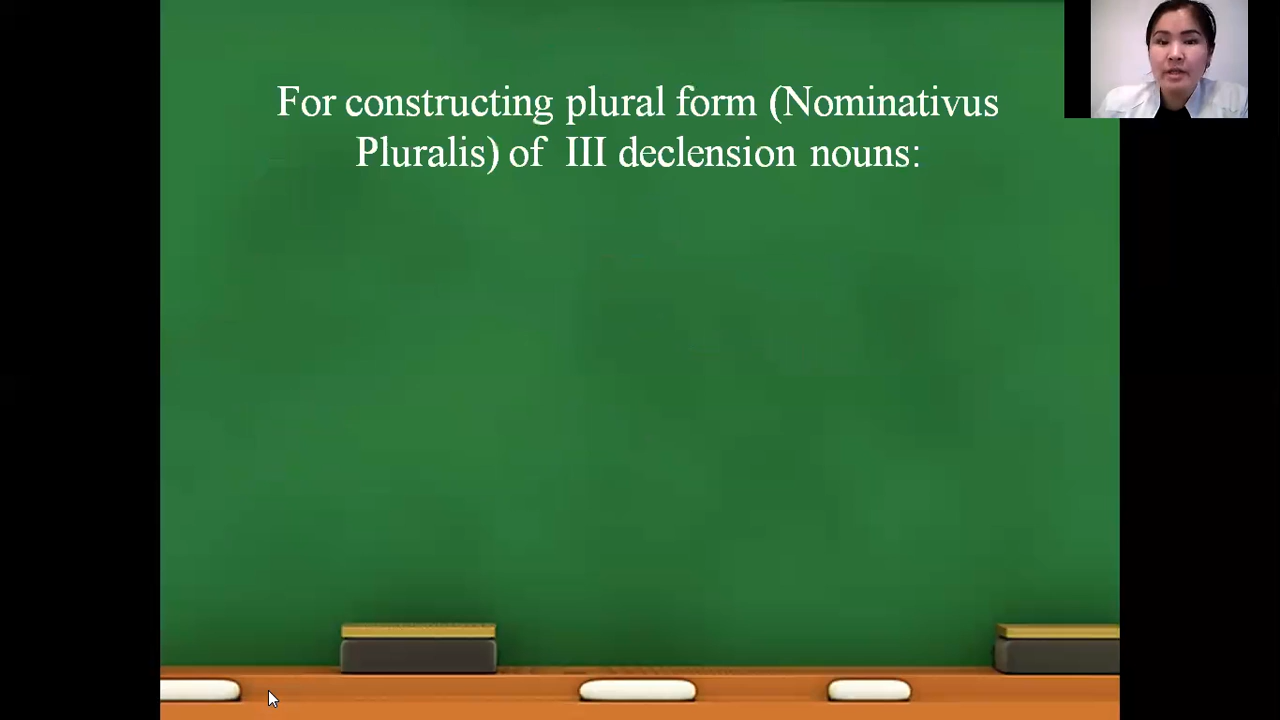 For constructing plural form (Nominativus
Pluralis) of III declension nouns: